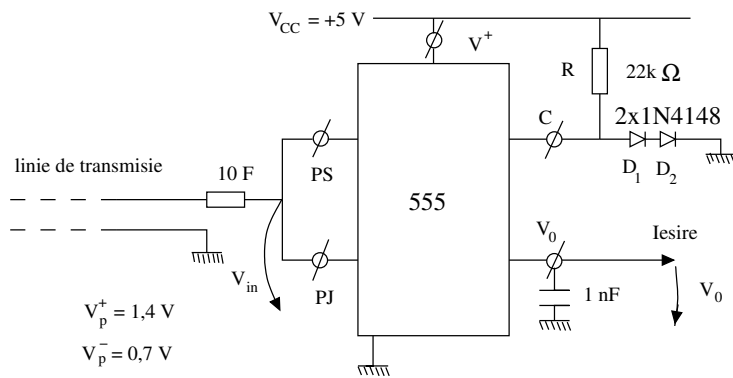 V_CC = +5 V
V^+
R
22k Ω
C
2x1N4148
D_1
D_2
linie de transmisie
10 F
PS
555
V_0
Iesire
V_in
PJ
1 nF
V_0
V_p^+ = 1,4 V
V_p^- = 0,7 V